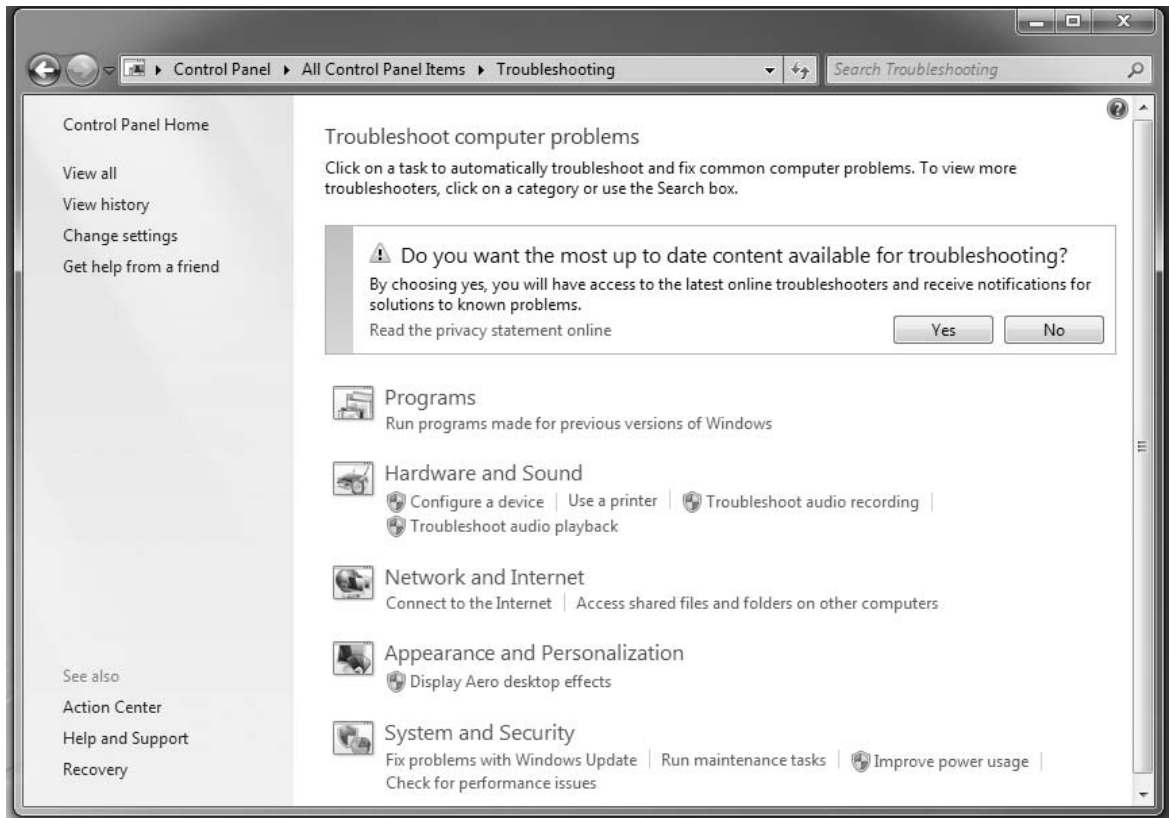 Control Panel ▸ All Control Panel Items ▸ Troubleshooting
Search Troubleshooting
Control Panel Home
View all
View history
Change settings
Get help from a friend
See also
Action Center
Help and Support
Recovery
Troubleshoot computer problems
Click on a task to automatically troubleshoot and fix common computer problems. To view more
troubleshooters, click on a category or use the Search box.
Do you want the most up to date content available for troubleshooting?
By choosing yes, you will have access to the latest online troubleshooters and receive notifications for
solutions to known problems.
Read the privacy statement online
Yes
No
Programs
Run programs made for previous versions of Windows
Hardware and Sound
Configure a device | Use a printer | Troubleshoot audio recording |
Troubleshoot audio playback
Network and Internet
Connect to the Internet | Access shared files and folders on other computers
Appearance and Personalization
Display Aero desktop effects
System and Security
Fix problems with Windows Update | Run maintenance tasks | Improve power usage |
Check for performance issues